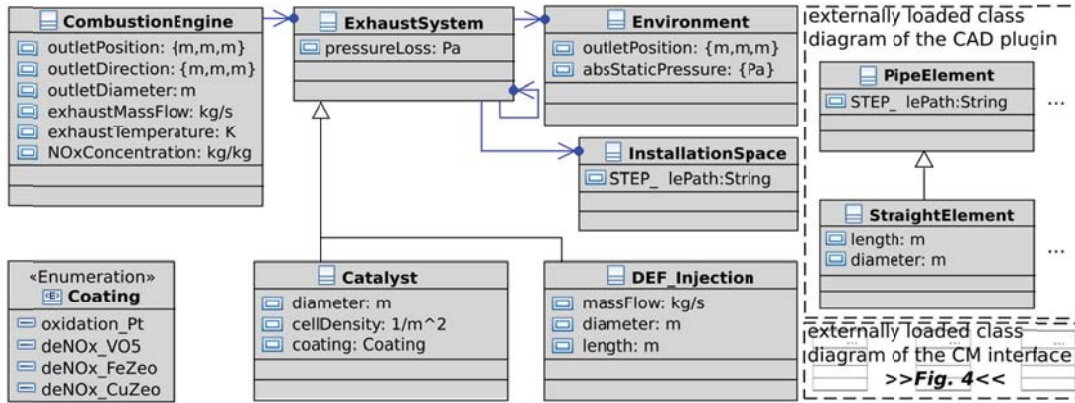 CombustionEngine
outletPosition: {m,m,m}
outletDirection: {m,m,m}
outletDiameter: m
exhaustMassFlow: kg/s
exhaustTemperature: K
NOxConcentration: kg/kg
ExhaustSystem
pressureLoss: Pa
Environment
outletPosition: {m,m,m}
absStaticPressure: {Pa}
InstallationSpace
STEP_ lePath:String
externally loaded class
diagram of the CAD plugin
PipeElement
STEP_ lePath:String
...
StraightElement
length: m
diameter: m
...
«Enumeration»
Coating
oxidation_Pt
deNOx_VO5
deNOx_FeZeo
deNOx_CuZeo
Catalyst
diameter: m
cellDensity: 1/m^2
coating: Coating
DEF_Injection
massFlow: kg/s
diameter: m
length: m
externally loaded class
diagram of the CM interface
>>Fig. 4<<